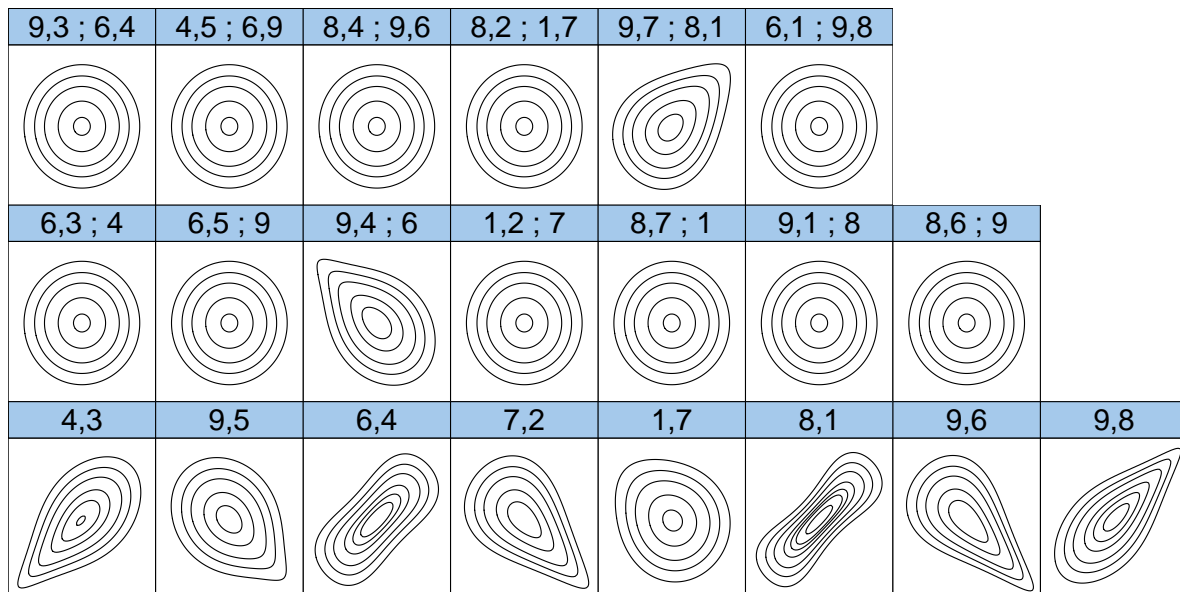 9,3 ; 6,4 4,5 ; 6,9 8,4 ; 9,6 8,2 ; 1,7 9,7 ; 8,1 6,1 ; 9,8
6,3 ; 4 6,5 ; 9 9,4 ; 6 1,2 ; 7 8,7 ; 1 9,1 ; 8 8,6 ; 9
4,3 9,5 6,4 7,2 1,7 8,1 9,6 9,8